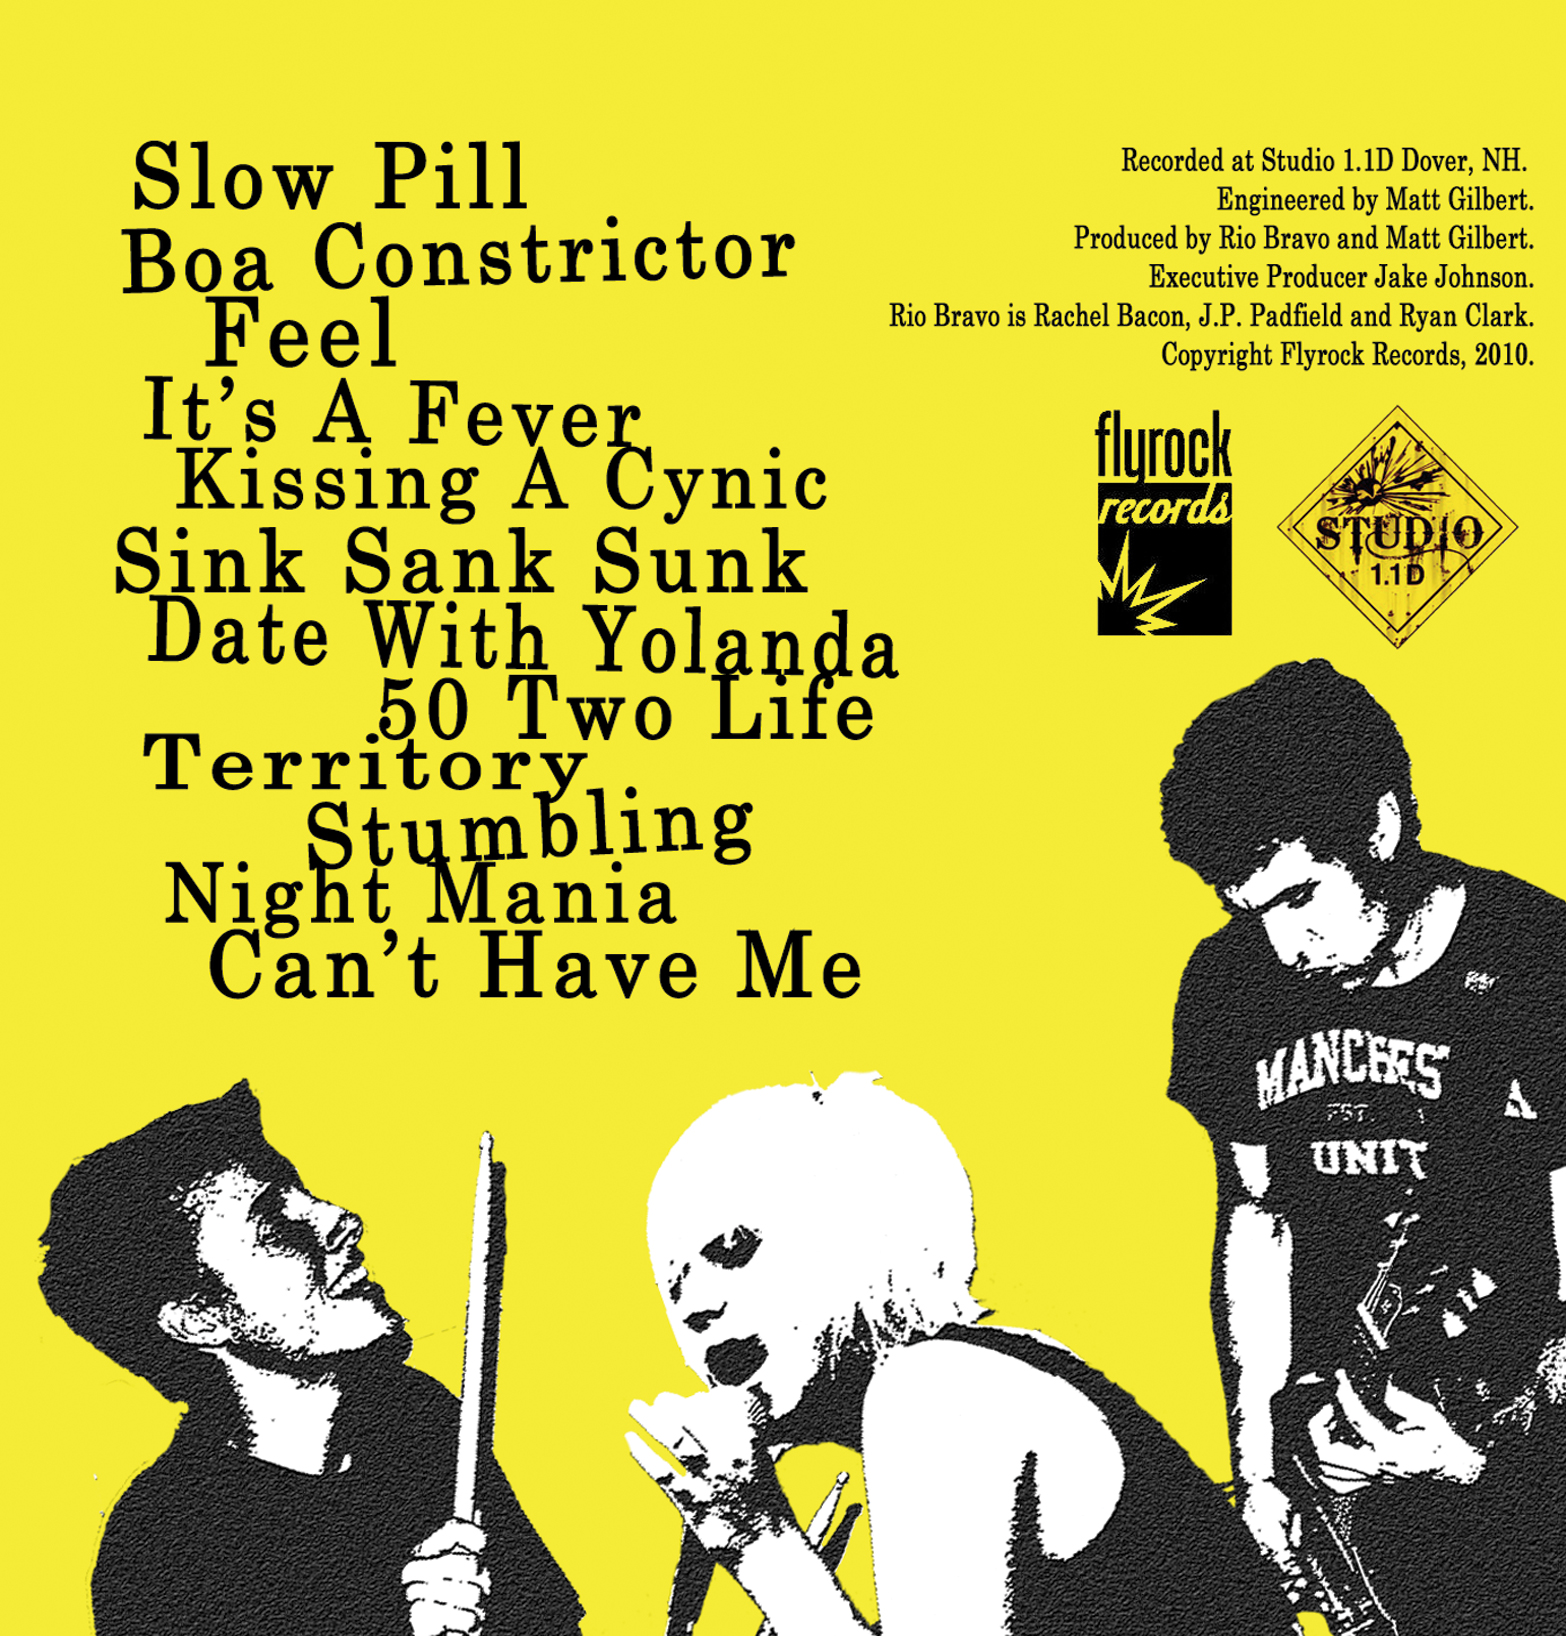 Slow Pill
Boa Constrictor
Feel
It's A Fever
Kissing A Cynic
Sink Sank Sunk
Date With Yolanda
50 Two Life
Territory
Stumbling
Night Mania
Can't Have Me
Recorded at Studio 1.1D Dover, NH.
Engineered by Matt Gilbert.
Produced by Rio Bravo and Matt Gilbert.
Executive Producer Jake Johnson.
Rio Bravo is Rachel Bacon, J.P. Padfield and Ryan Clark.
Copyright Flyrock Records, 2010.
flyrock
records
STUDIO
1.1D
MANCHES
EST.
UNIT